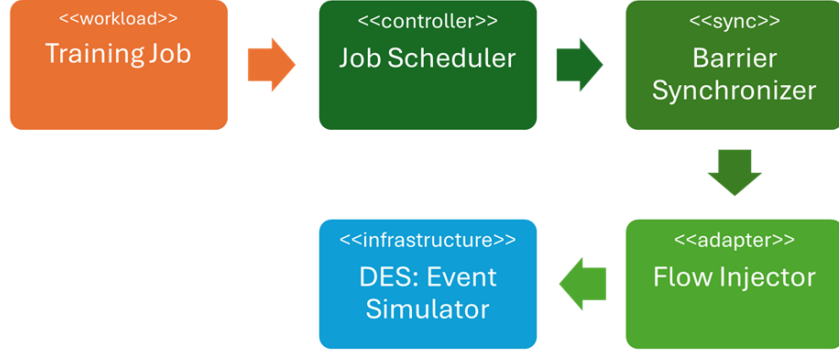 <<workload>>
Training Job
<<controller>>
Job Scheduler
<<sync>>
Barrier
Synchronizer
<<infrastructure>>
DES: Event
Simulator
<<adapter>>
Flow Injector